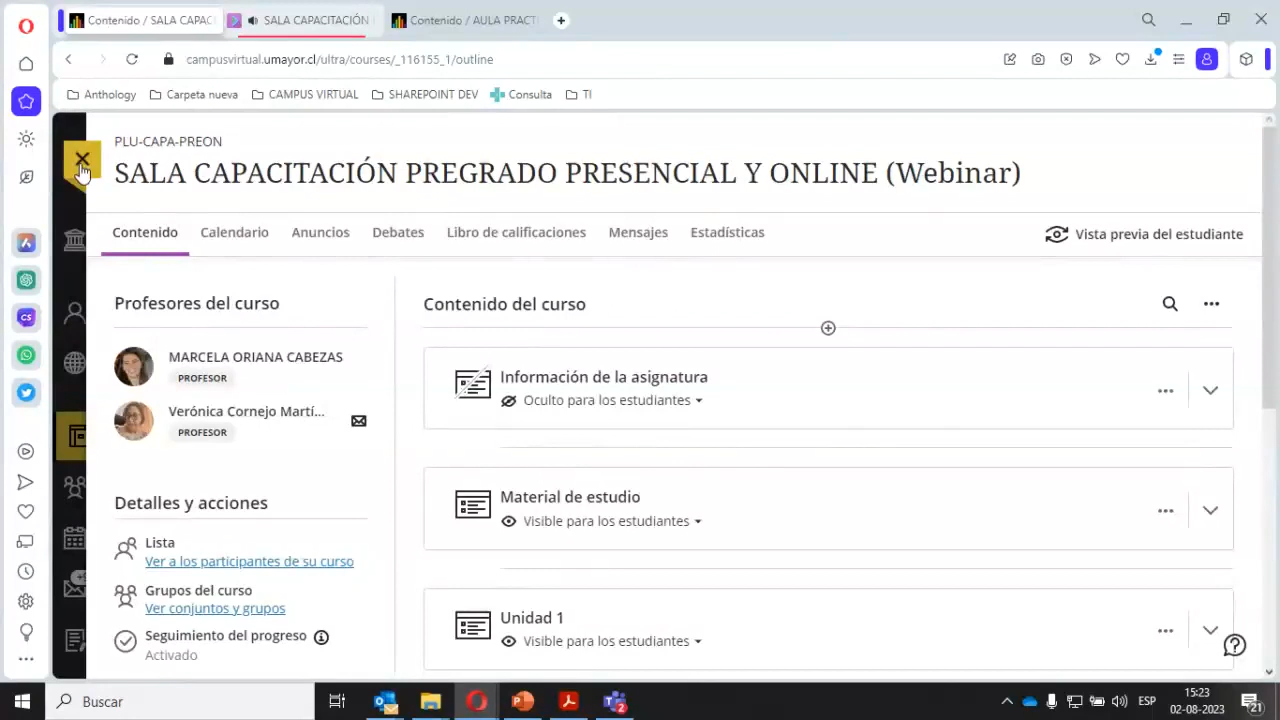 Contenido / SALA CAPAC
SALA CAPACITACIÓN
Contenido / AULA PRACT
campusvirtual.umayor.cl/ultra/courses/_116155_1/outline
Anthology
Carpeta nueva
CAMPUS VIRTUAL
SHAREPOINT DEV
Consulta
TI
PLU-CAPA-PREON
SALA CAPACITACIÓN PREGRADO PRESENCIAL Y ONLINE (Webinar)
Contenido
Calendario
Anuncios
Debates
Libro de calificaciones
Mensajes
Estadísticas
Vista previa del estudiante
Profesores del curso
MARCELA ORIANA CABEZAS
PROFESOR
Verónica Cornejo Martí...
PROFESOR
Detalles y acciones
Lista
Ver a los participantes de su curso
Grupos del curso
Ver conjuntos y grupos
Seguimiento del progreso
Activado
Contenido del curso
Información de la asignatura
Oculto para los estudiantes
Material de estudio
Visible para los estudiantes
Unidad 1
Visible para los estudiantes
CS
Buscar
2
ESP
15:23
02-08-2023
21